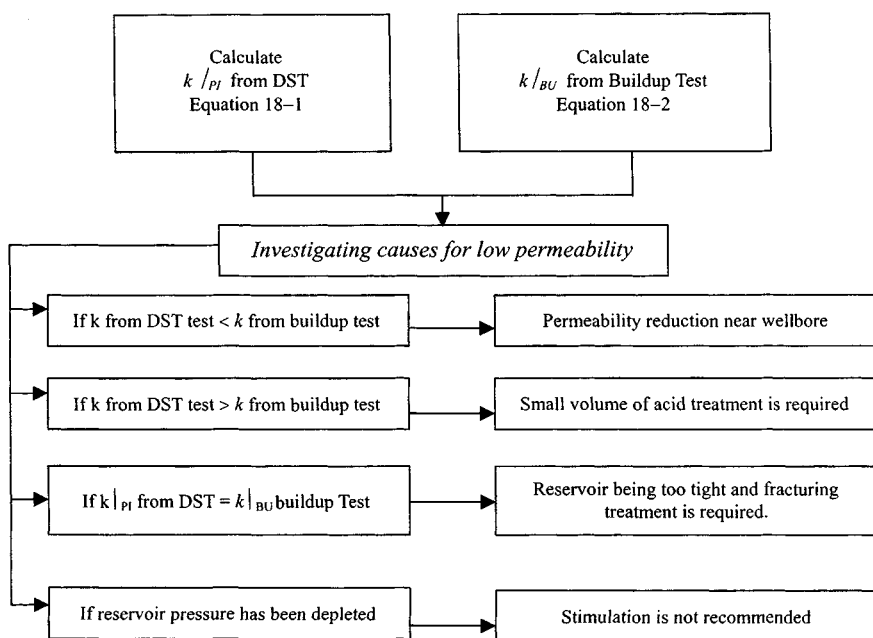 Calculate
k /PI from DST
Equation 18–1
Calculate
k/BU from Buildup Test
Equation 18–2
Investigating causes for low permeability
If k from DST test < k from buildup test
Permeability reduction near wellbore
If k from DST test > k from buildup test
Small volume of acid treatment is required
If k|PI from DST = k|BU buildup Test
Reservoir being too tight and fracturing
treatment is required.
If reservoir pressure has been depleted
Stimulation is not recommended